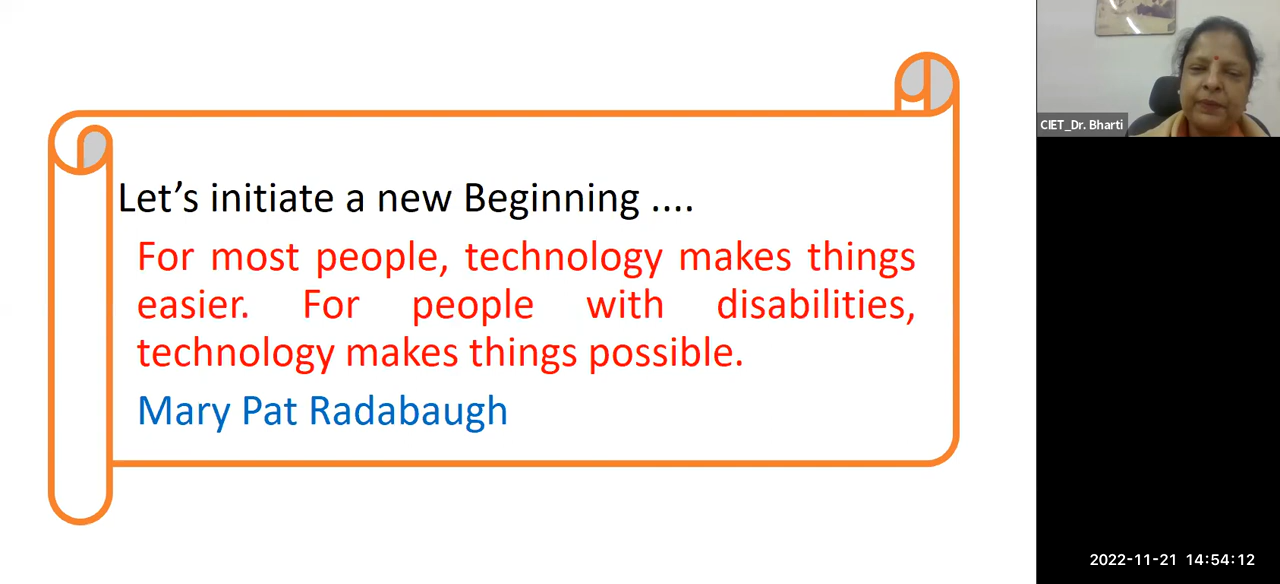 Let’s initiate a new Beginning ....
For most people, technology makes things
easier. For people with disabilities,
technology makes things possible.
Mary Pat Radabaugh
CIET_Dr. Bharti
2022-11-21 14:54:12